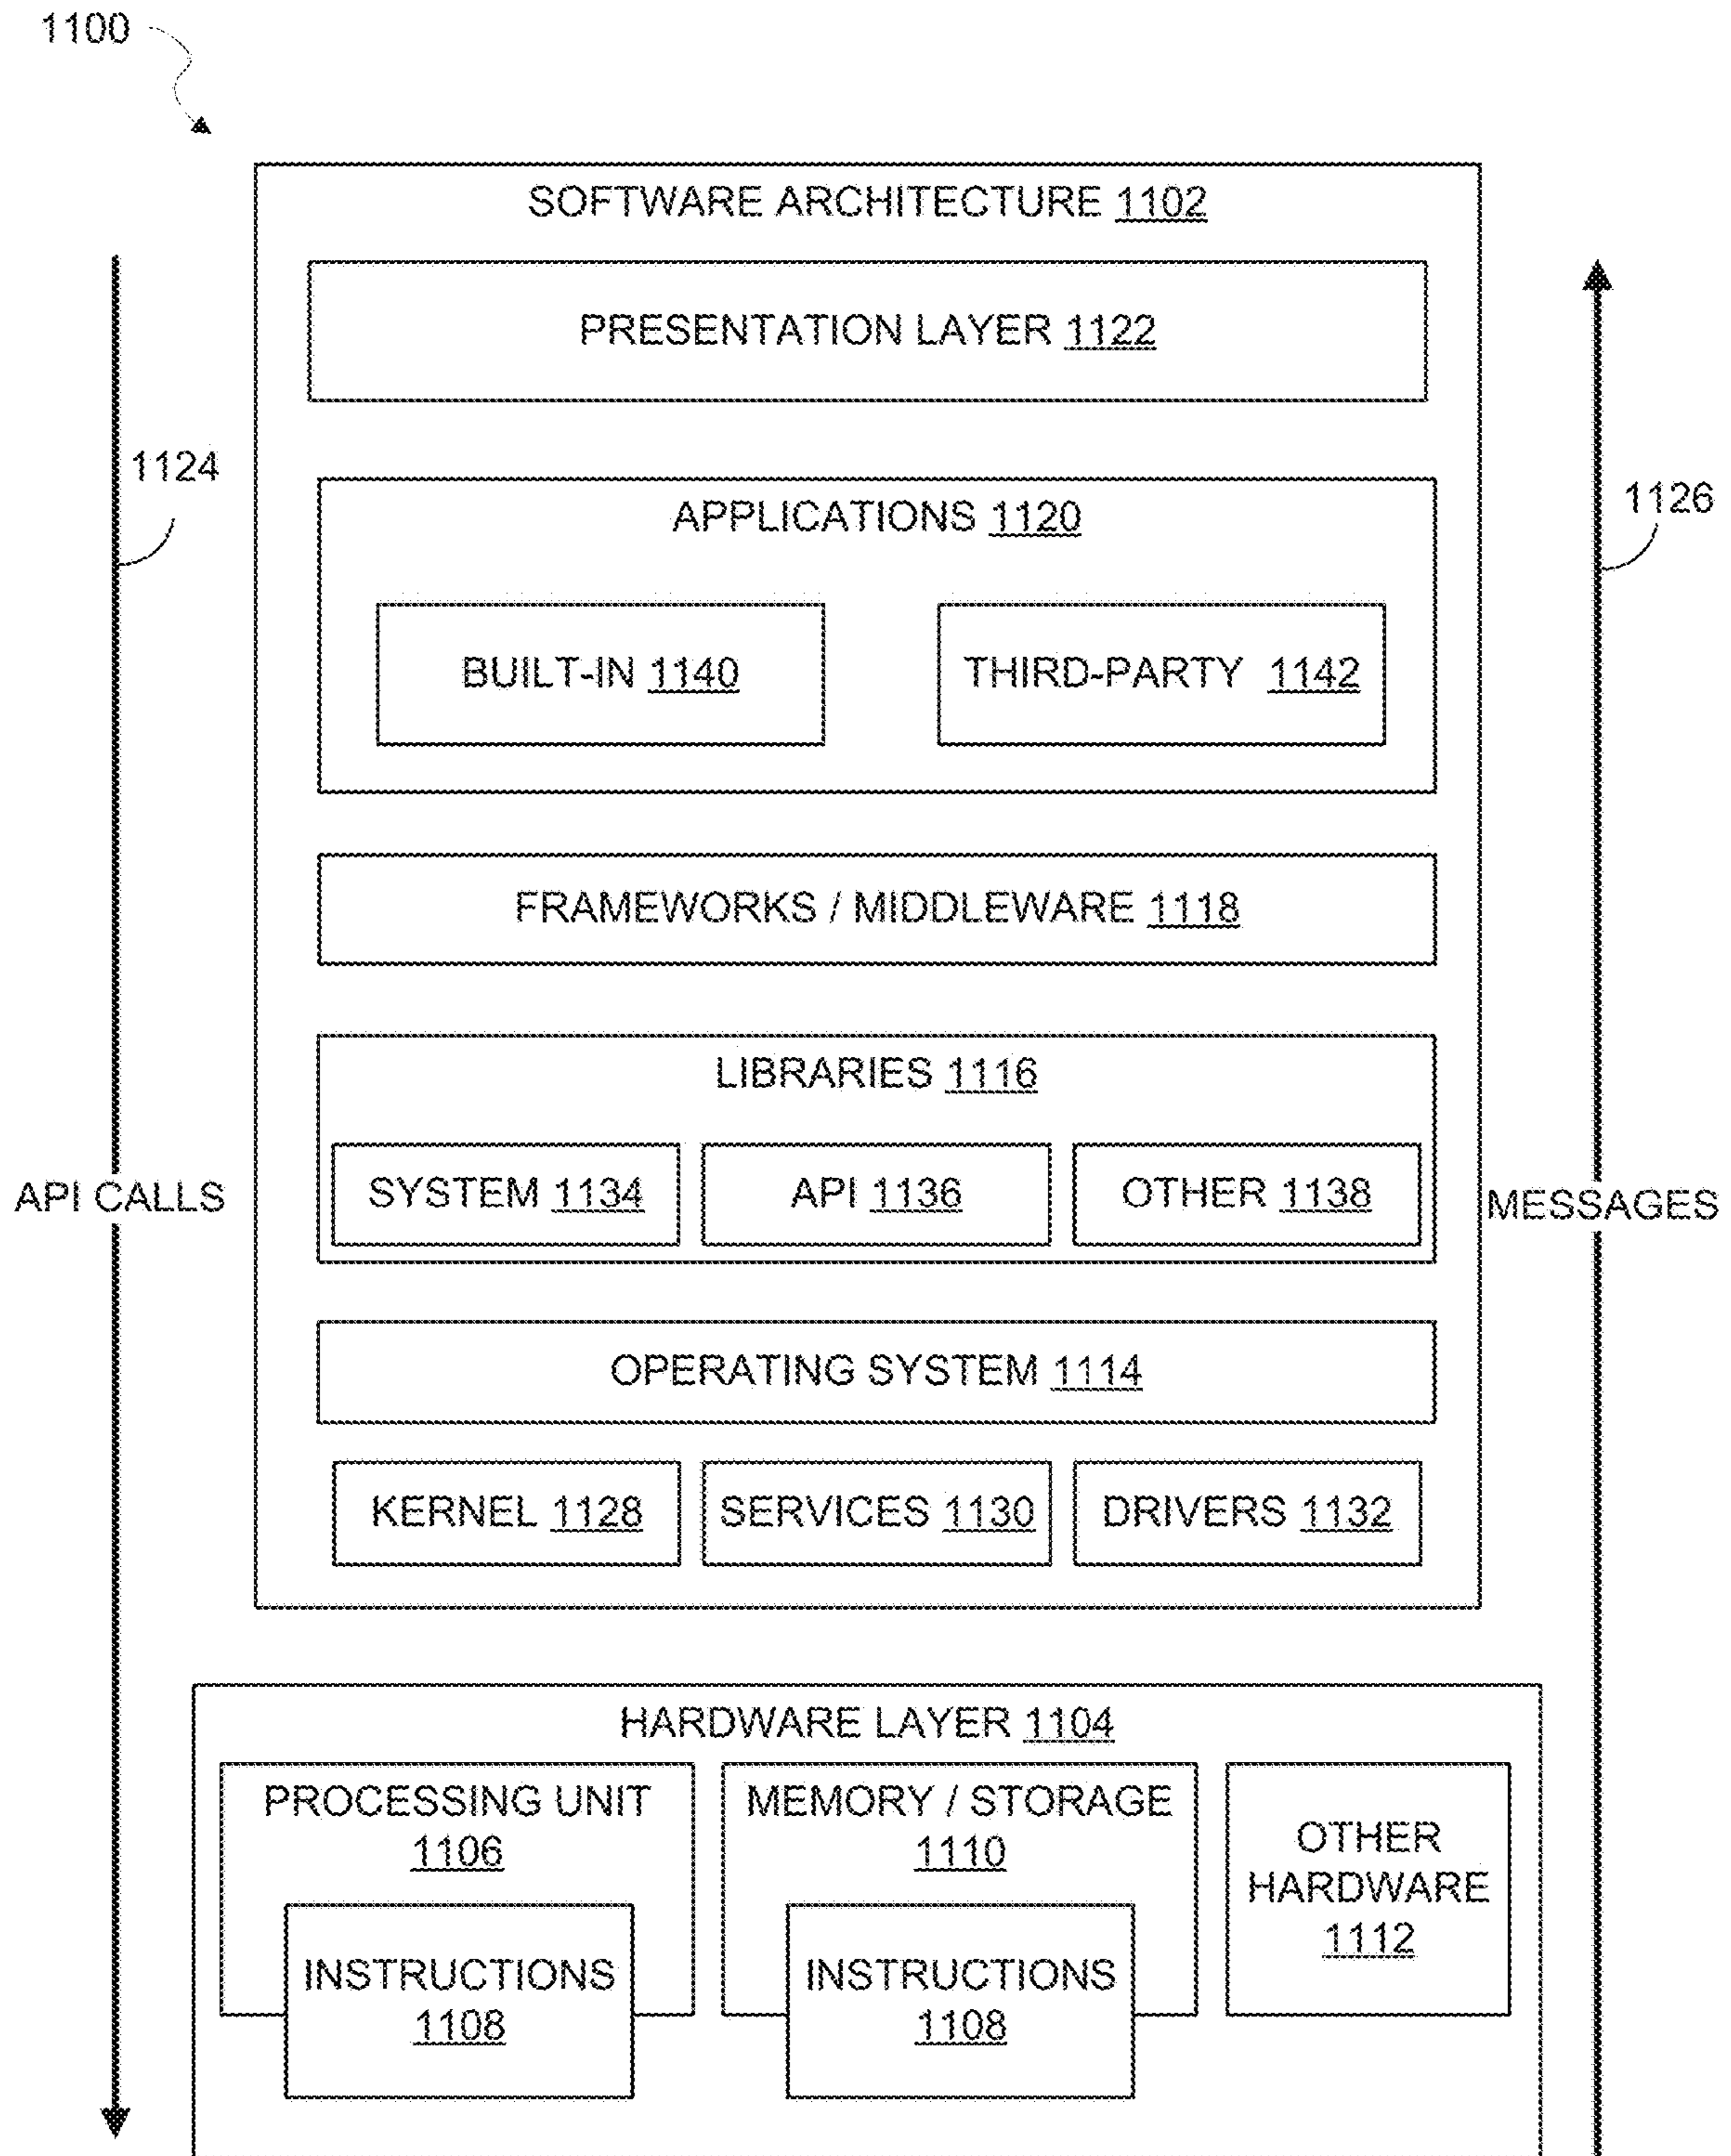 1100
SOFTWARE ARCHITECTURE 1102
PRESENTATION LAYER 1122
1124
1126
APPLICATIONS 1120
BUILT-IN 1140
THIRD-PARTY 1142
FRAMEWORKS / MIDDLEWARE 1118
LIBRARIES 1116
SYSTEM 1134
API 1136
OTHER 1138
API CALLS
MESSAGES
OPERATING SYSTEM 1114
KERNEL 1128
SERVICES 1130
DRIVERS 1132
HARDWARE LAYER 1104
PROCESSING UNIT
1106
INSTRUCTIONS
1108
MEMORY / STORAGE
1110
INSTRUCTIONS
1108
OTHER
HARDWARE
1112